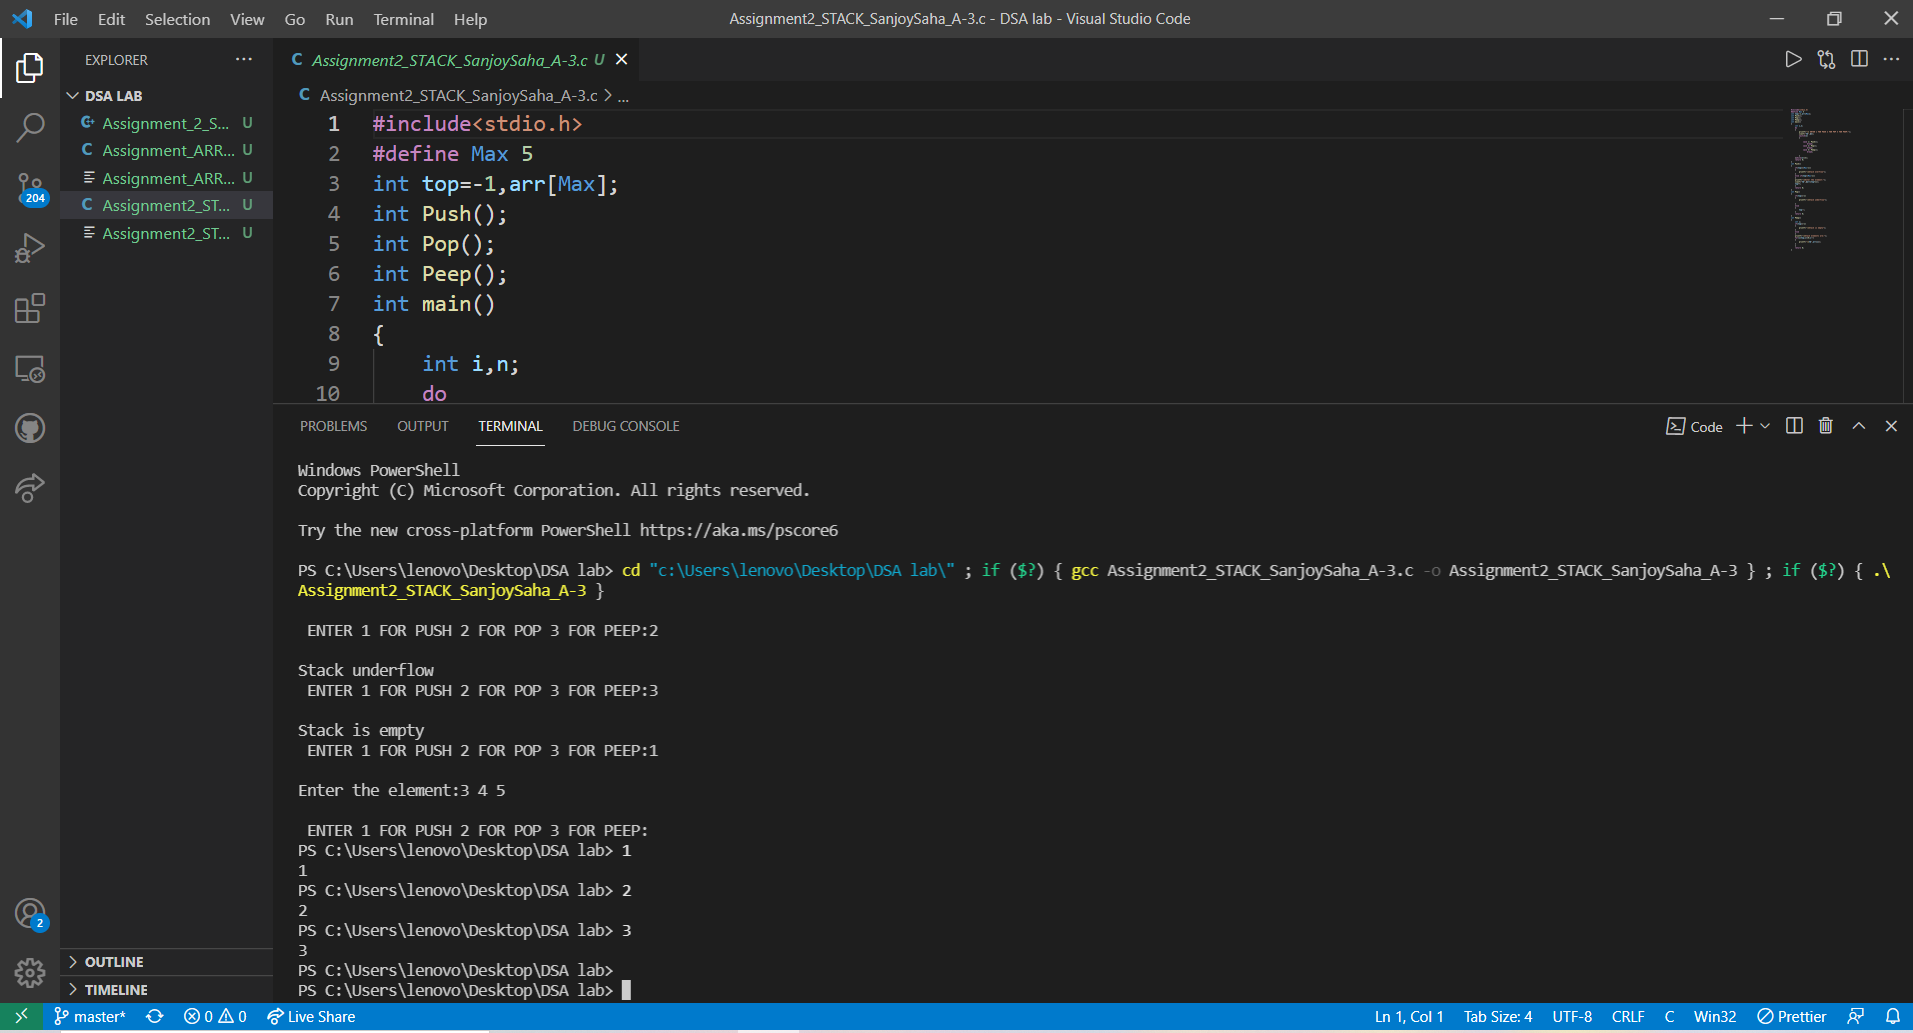 File Edit Selection View Go Run Terminal Help
Assignment2_STACK_SanjoySaha_A-3.c - DSA lab - Visual Studio Code
EXPLORER
DSA LAB
Assignment_2_S... U
Assignment_ARR... U
Assignment_ARR... U
Assignment2_ST... U
Assignment2_ST... U
204
2
OUTLINE
TIMELINE
C Assignment2_STACK_SanjoySaha_A-3.c U
C Assignment2_STACK_SanjoySaha_A-3.c > ...
1 #include<stdio.h>
2 #define Max 5
3 int top=-1,arr[Max];
4 int Push();
5 int Pop();
6 int Peep();
7 int main()
8 {
9 int i,n;
10 do
PROBLEMS OUTPUT TERMINAL DEBUG CONSOLE
Code
Windows PowerShell
Copyright (C) Microsoft Corporation. All rights reserved.
Try the new cross-platform PowerShell https://aka.ms/pscore6
PS C:\Users\lenovo\Desktop\DSA lab> cd "c:\Users\lenovo\Desktop\DSA lab\" ; if ($?) { gcc Assignment2_STACK_SanjoySaha_A-3.c -o Assignment2_STACK_SanjoySaha_A-3 } ; if ($?) { .\
Assignment2_STACK_SanjoySaha_A-3 }
ENTER 1 FOR PUSH 2 FOR POP 3 FOR PEEP:2
Stack underflow
ENTER 1 FOR PUSH 2 FOR POP 3 FOR PEEP:3
Stack is empty
ENTER 1 FOR PUSH 2 FOR POP 3 FOR PEEP:1
Enter the element:3 4 5
ENTER 1 FOR PUSH 2 FOR POP 3 FOR PEEP:
PS C:\Users\lenovo\Desktop\DSA lab> 1
1
PS C:\Users\lenovo\Desktop\DSA lab> 2
2
PS C:\Users\lenovo\Desktop\DSA lab> 3
3
PS C:\Users\lenovo\Desktop\DSA lab>
PS C:\Users\lenovo\Desktop\DSA lab>
master* 0 0 Live Share
Ln 1, Col 1 Tab Size: 4 UTF-8 CRLF C Win32 Prettier